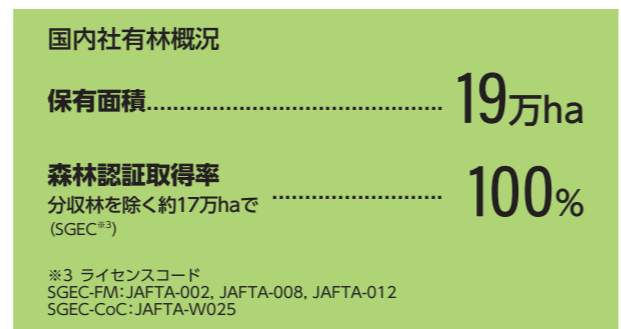 国内社有林概況
保有面積............................................ 19万ha
森林認証取得率
分収林を除く約17万haで .......................... 100%
(SGEC※3)
※3 ライセンスコード
SGEC-FM：JAFTA-002, JAFTA-008, JAFTA-012
SGEC-CoC：JAFTA-W025